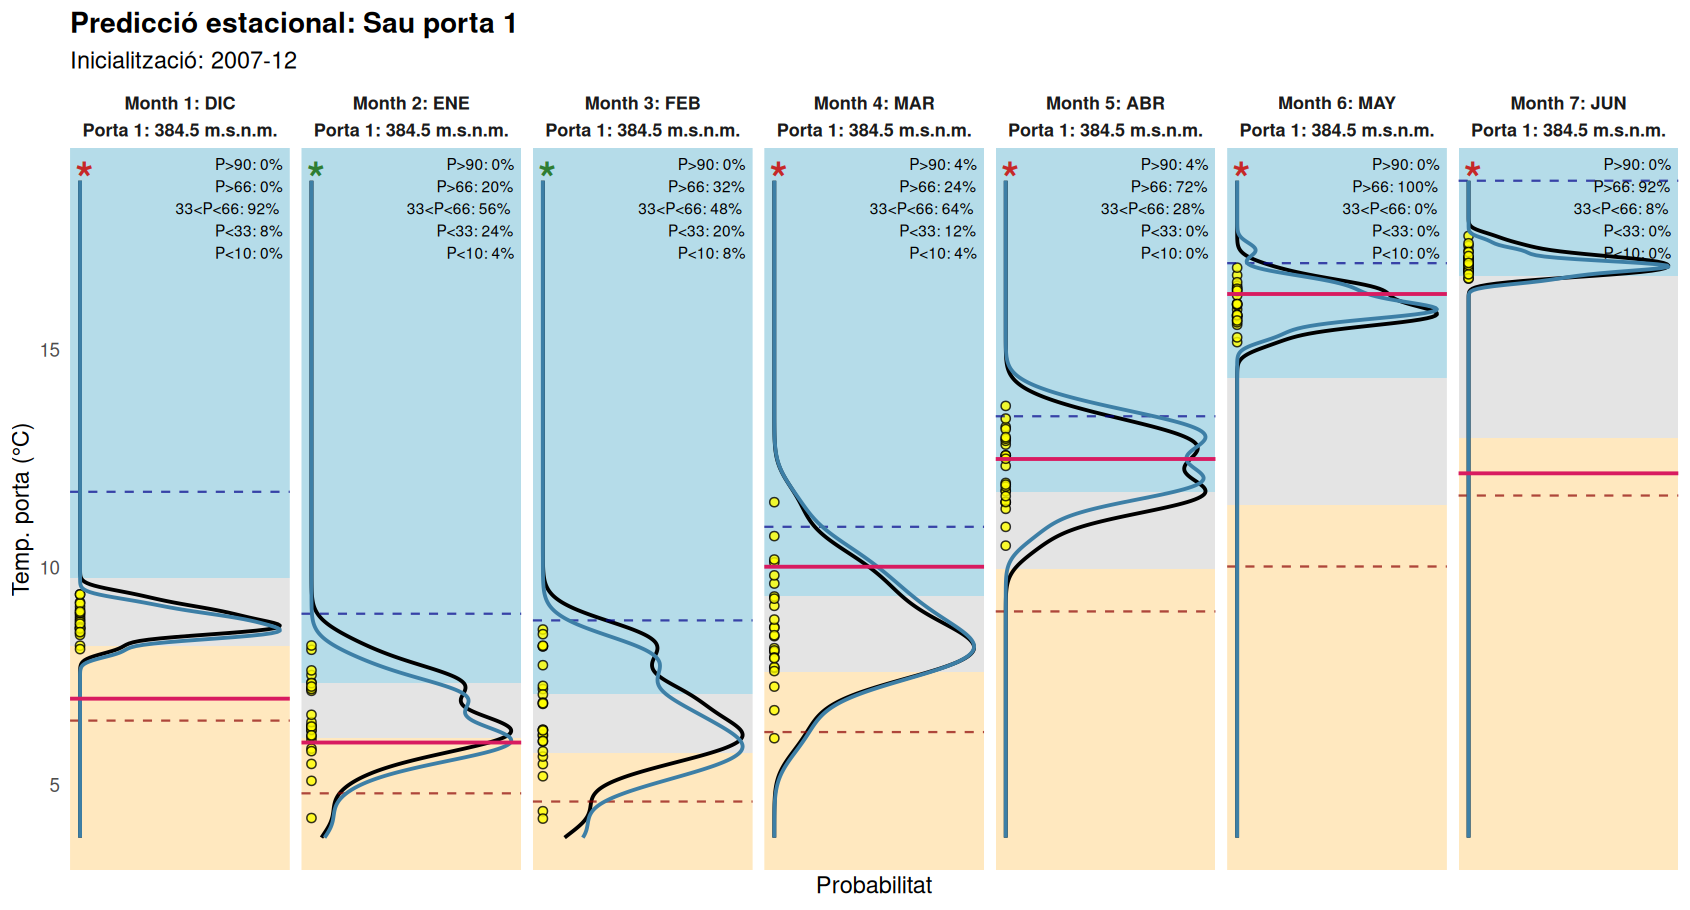 Predicció estacional: Sau porta 1
Inicialització: 2007-12
Month 1: DIC
Porta 1: 384.5 m.s.n.m.
P>90: 0%
P>66: 0%
33<P<66: 92%
P<33: 8%
P<10: 0%
*
Month 2: ENE
Porta 1: 384.5 m.s.n.m.
P>90: 0%
P>66: 20%
33<P<66: 56%
P<33: 24%
P<10: 4%
*
Month 3: FEB
Porta 1: 384.5 m.s.n.m.
P>90: 0%
P>66: 32%
33<P<66: 48%
P<33: 20%
P<10: 8%
*
Month 4: MAR
Porta 1: 384.5 m.s.n.m.
P>90: 4%
P>66: 24%
33<P<66: 64%
P<33: 12%
P<10: 4%
*
Month 5: ABR
Porta 1: 384.5 m.s.n.m.
P>90: 4%
P>66: 72%
33<P<66: 28%
P<33: 0%
P<10: 0%
*
Month 6: MAY
Porta 1: 384.5 m.s.n.m.
P>90: 0%
P>66: 100%
33<P<66: 0%
P<33: 0%
P<10: 0%
*
Month 7: JUN
Porta 1: 384.5 m.s.n.m.
P>90: 0%
P>66: 92%
33<P<66: 8%
P<33: 0%
P<10: 0%
*
15
10
5
Temp. porta (°C)
Probabilitat